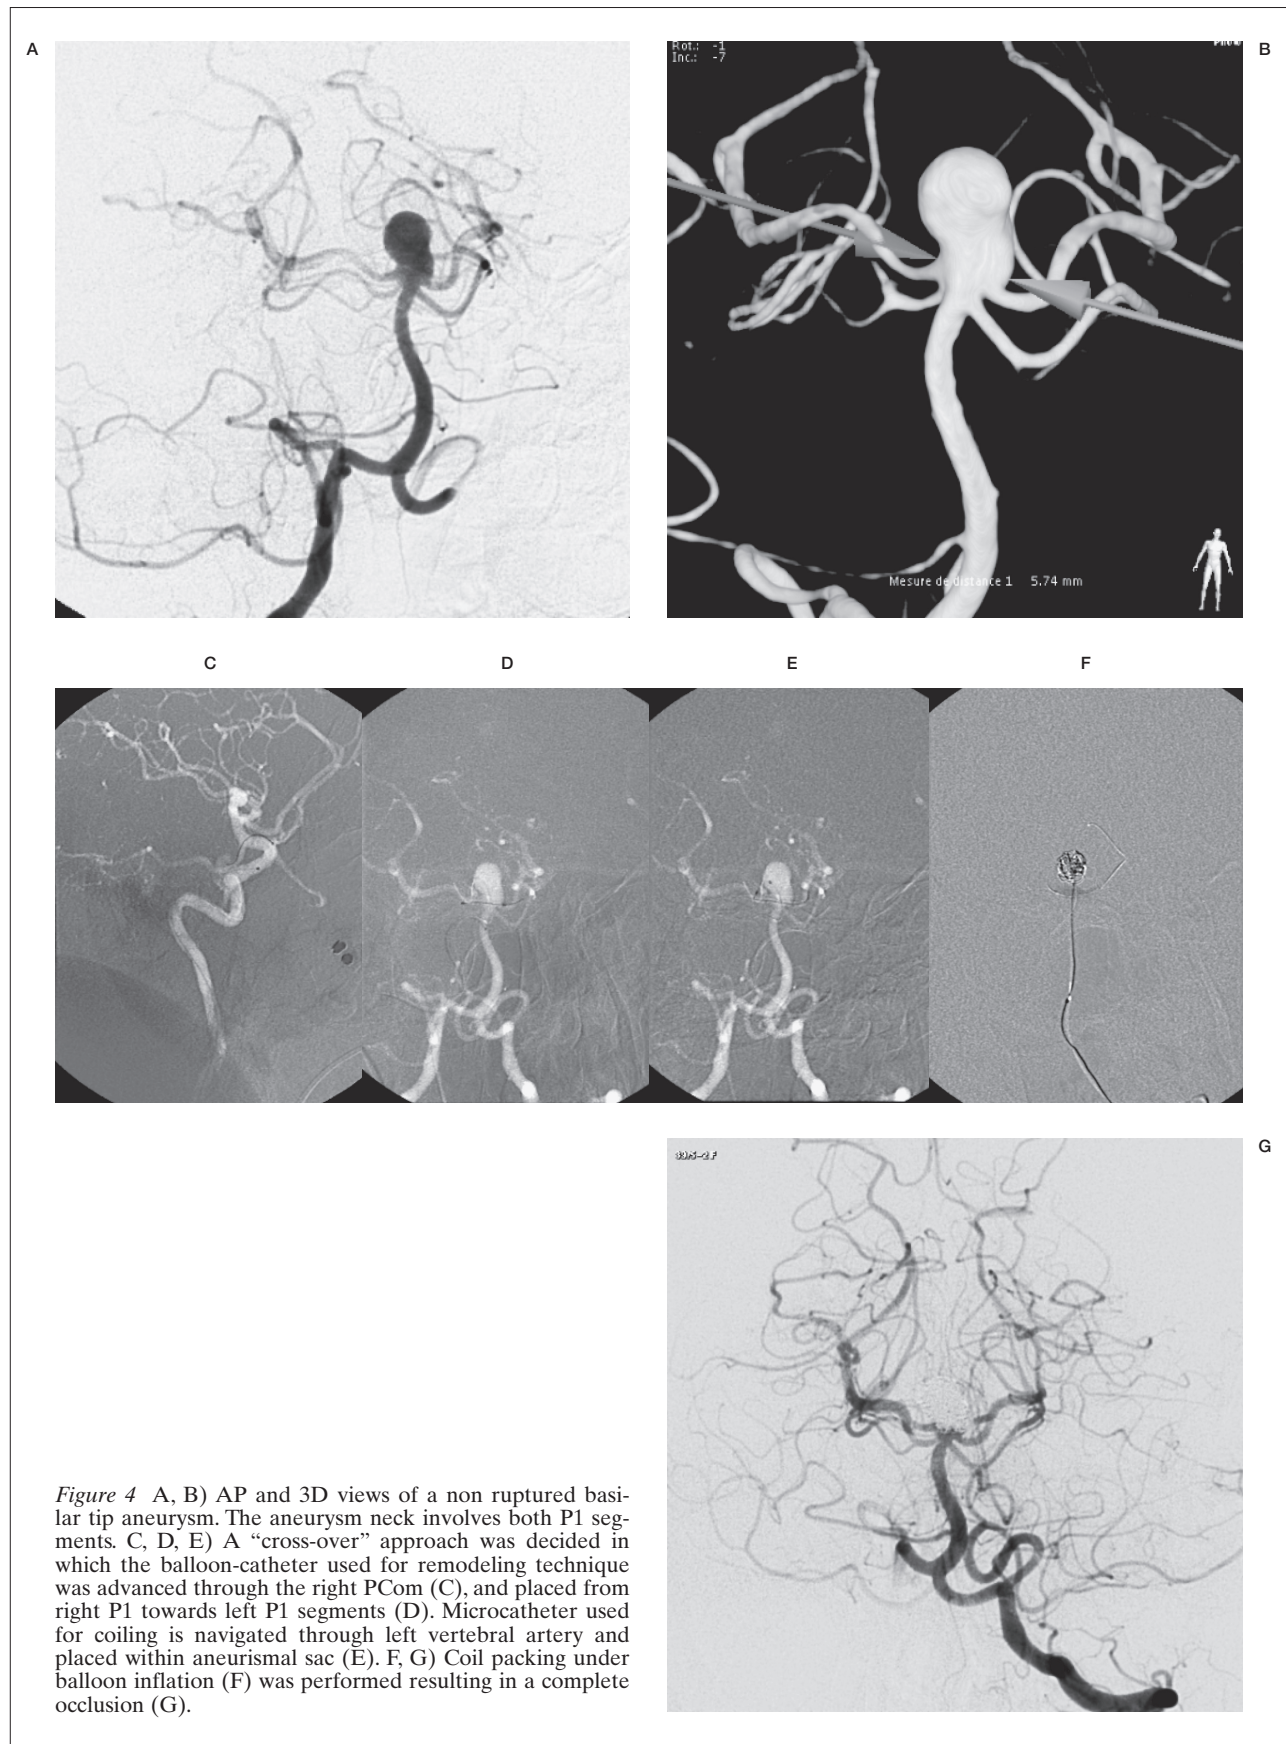 A
B
Rot.: -1
Inc.: -7
Mesure de distance 1 5.74 mm
C
D
E
F
G
Figure 4 A, B) AP and 3D views of a non ruptured basi-
lar tip aneurysm. The aneurysm neck involves both P1 seg-
ments. C, D, E) A “cross-over” approach was decided in
which the balloon-catheter used for remodeling technique
was advanced through the right PCom (C), and placed from
right P1 towards left P1 segments (D). Microcatheter used
for coiling is navigated through left vertebral artery and
placed within aneurismal sac (E). F, G) Coil packing under
balloon inflation (F) was performed resulting in a complete
occlusion (G).